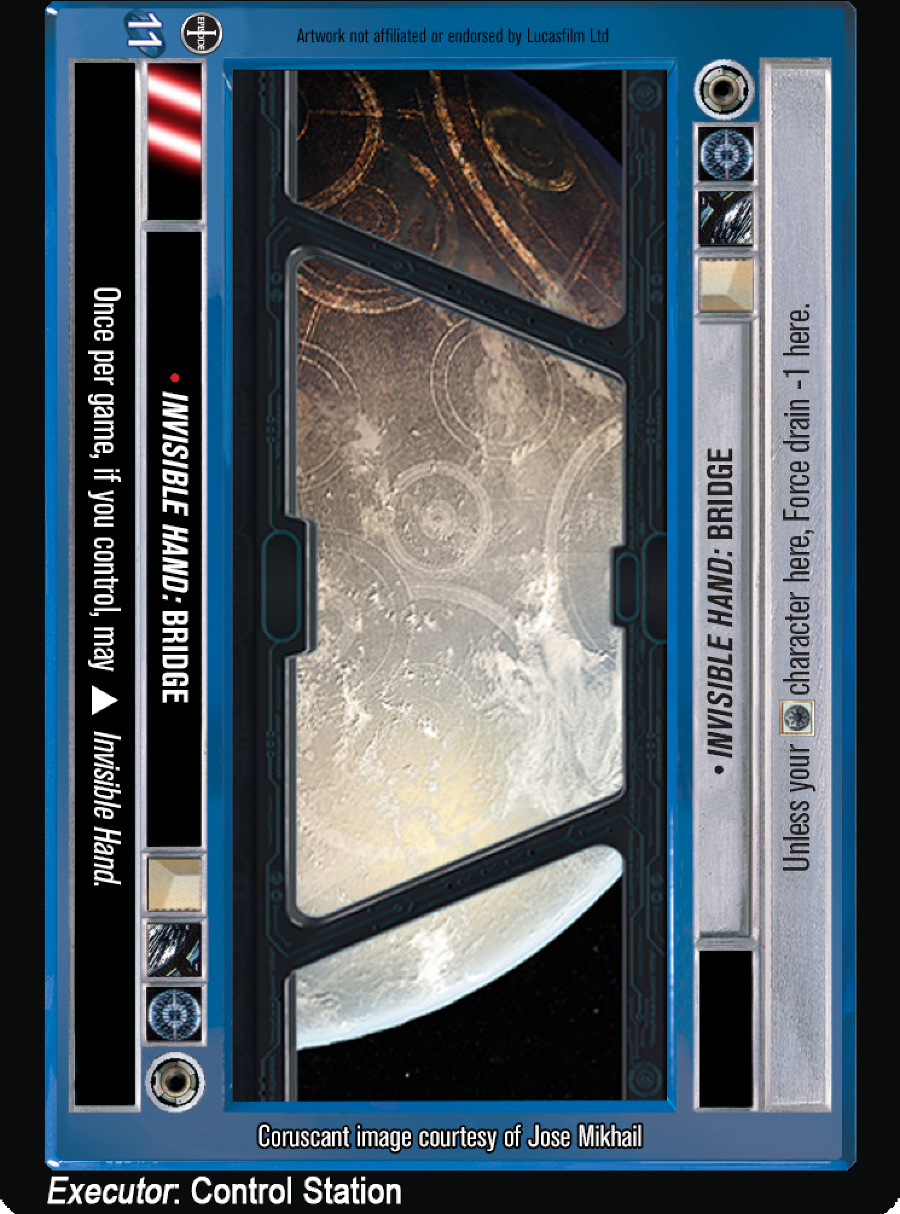 11
EPISODE I
Artwork not affiliated or endorsed by Lucasfilm Ltd
Once per game, if you control, may ▲ Invisible Hand.
• INVISIBLE HAND: BRIDGE
• INVISIBLE HAND: BRIDGE
Unless your character here, Force drain -1 here.
Coruscant image courtesy of Jose Mikhail
Executor: Control Station